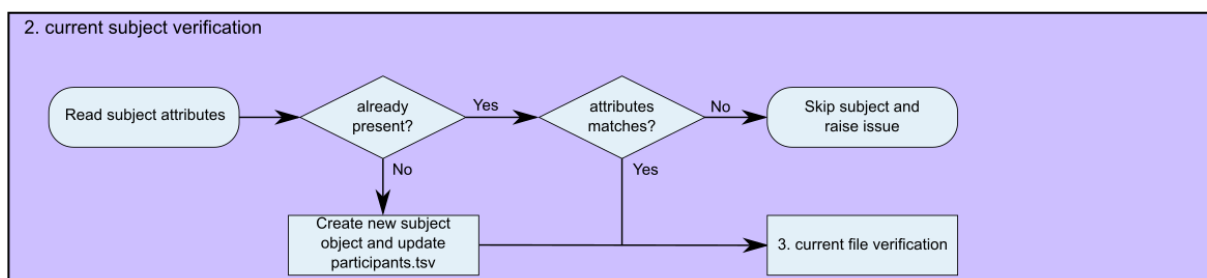 2. current subject verification
Read subject attributes
already
present?
Yes
attributes
matches?
No
Skip subject and
raise issue
No
Yes
Create new subject
object and update
participants.tsv
3. current file verification